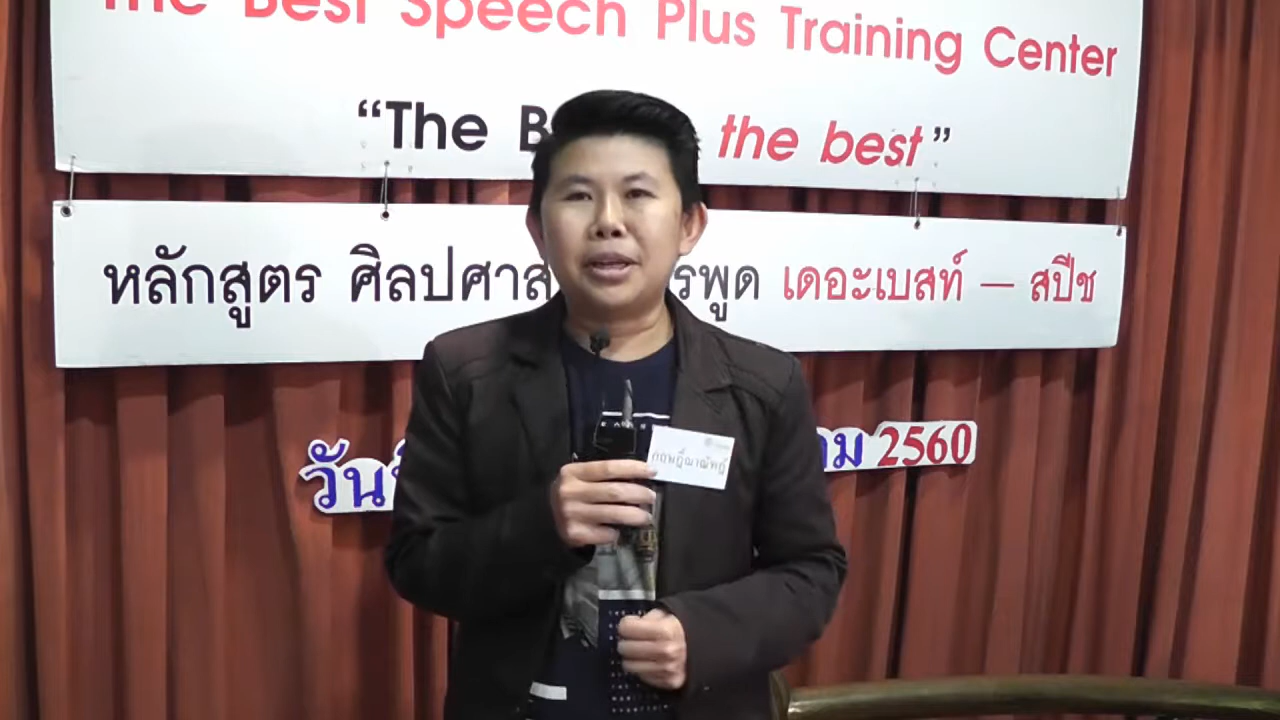 The Best Speech Plus Training Center
“The the best”
หลักสูตร ศิลปศาส รพูด เดอะเบสท์ – สปีช
วันที ม 2560